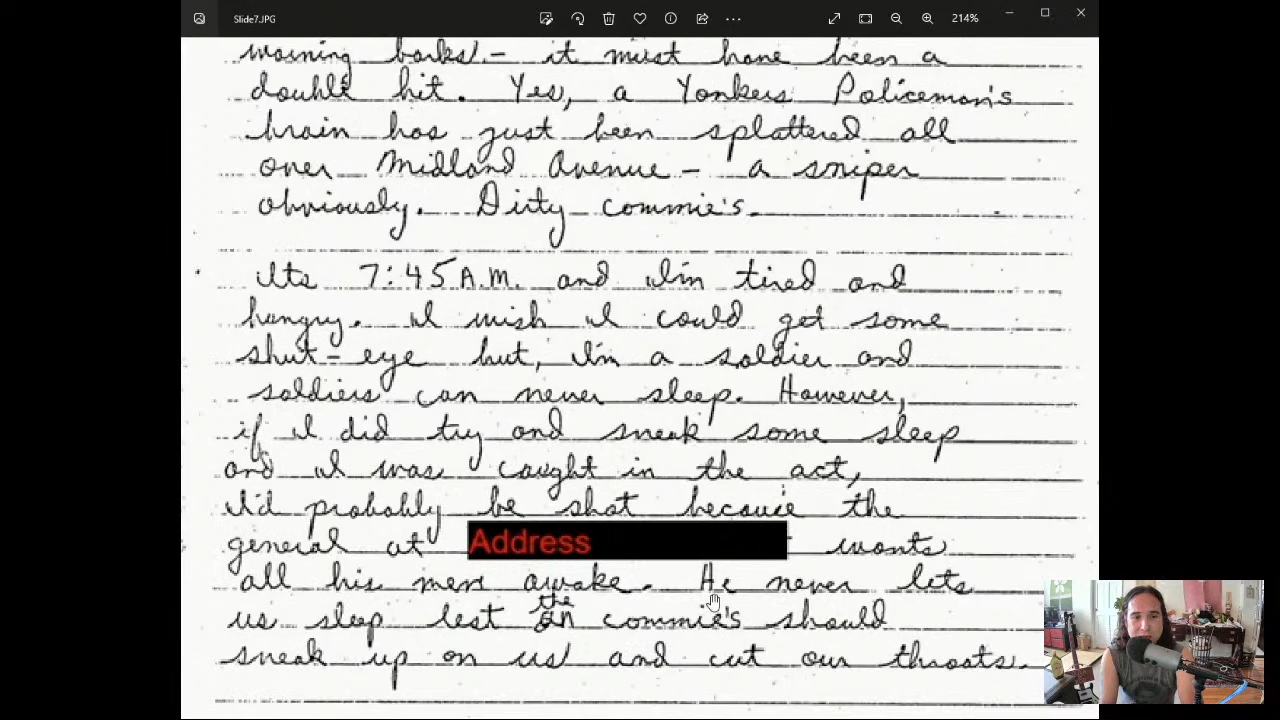 Slide7.JPG
214%
warning barks - it must have been a
double hit. Yes, a Yonkers Policeman's
brain has just been splattered all
over Midland Avenue - a sniper
obviously. Dirty commie's.
Its 7:45 A.M. and I'm tired and
hungry. I wish I could get some
shut-eye but, I'm a soldier and
soldiers can never sleep. However,
if I did try and sneak some sleep
and I was caught in the act,
I'd probably be shot because the
general at Address wants
all his men awake. He never lets
us sleep lest the commie's should
sneak up on us and cut our throats.